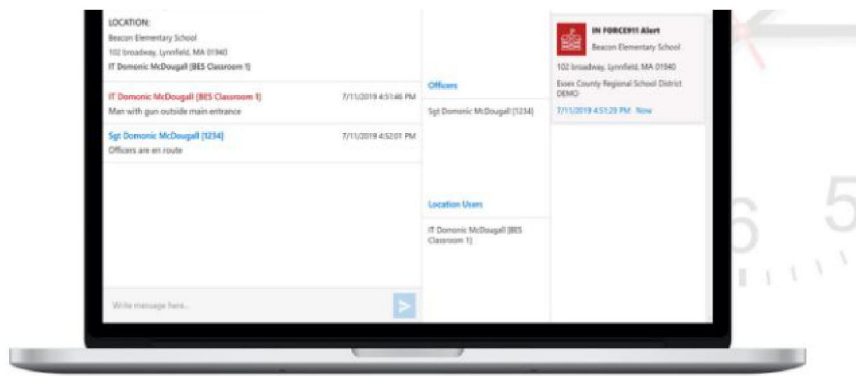 LOCATION:
Beacon Elementary School
102 broadway, Lynnfield, MA 01940
IT Domonic McDougall [BES Classroom 1]
IT Domonic McDougall [BES Classroom 1]
7/11/2019 4:51:46 PM
Man with gun outside main entrance
Sgt Domonic McDougall [1234]
7/11/2019 4:52:01 PM
Officers are en route
Write message here...
Officers
Sgt Domonic McDougall [1234]
Location Users
IT Domonic McDougall [BES
Classroom 1]
IN FORCE911 Alert
Beacon Elementary School
102 broadway, Lynnfield, MA 01940
Essex County Regional School District
DEMO
7/11/2019 4:51:29 PM Now
6
5